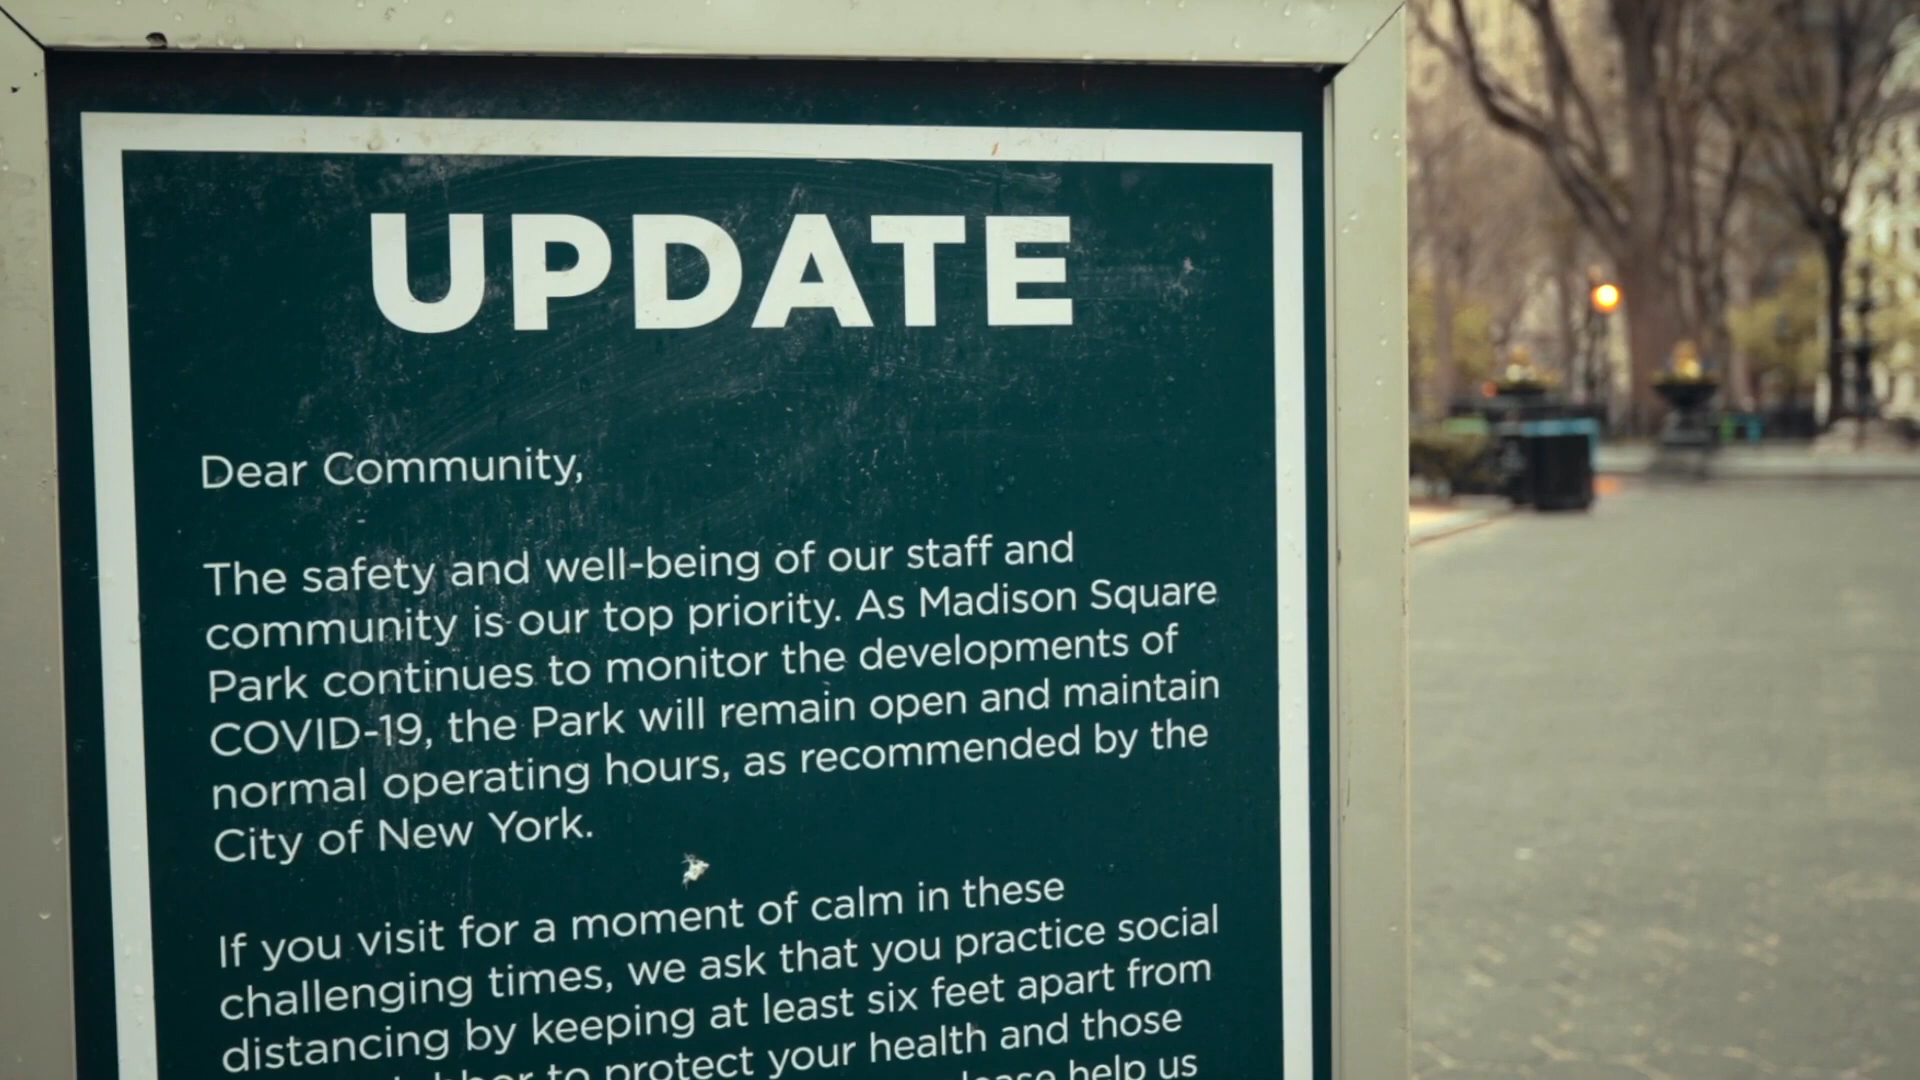 UPDATE
Dear Community,
The safety and well-being of our staff and
community is our top priority. As Madison Square
Park continues to monitor the developments of
COVID-19, the Park will remain open and maintain
normal operating hours, as recommended by the
City of New York.
If you visit for a moment of calm in these
challenging times, we ask that you practice social
distancing by keeping at least six feet apart from
to protect your health and those
help us